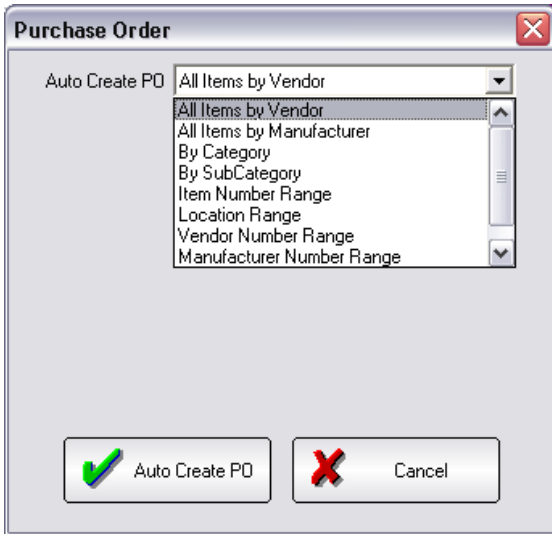 Purchase Order
Auto Create PO All Items by Vendor
All Items by Vendor
All Items by Manufacturer
By Category
By SubCategory
Item Number Range
Location Range
Vendor Number Range
Manufacturer Number Range
Auto Create PO Cancel